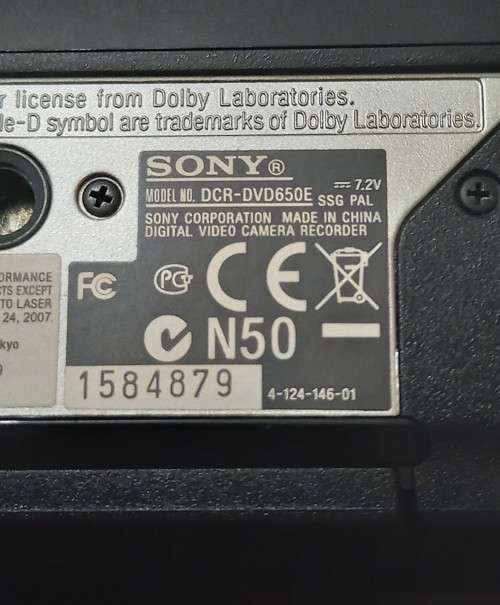 r license from Dolby Laboratories.
le-D symbol are trademarks of Dolby Laboratories.
SONY®
MODEL NO. DCR-DVD650E ⎓ 7.2V
SSG PAL
SONY CORPORATION MADE IN CHINA
DIGITAL VIDEO CAMERA RECORDER
FC PG CE
N50
1584879
4-124-146-01
ORMANCE
CTS EXCEPT
TO LASER
24, 2007.
kyo
9